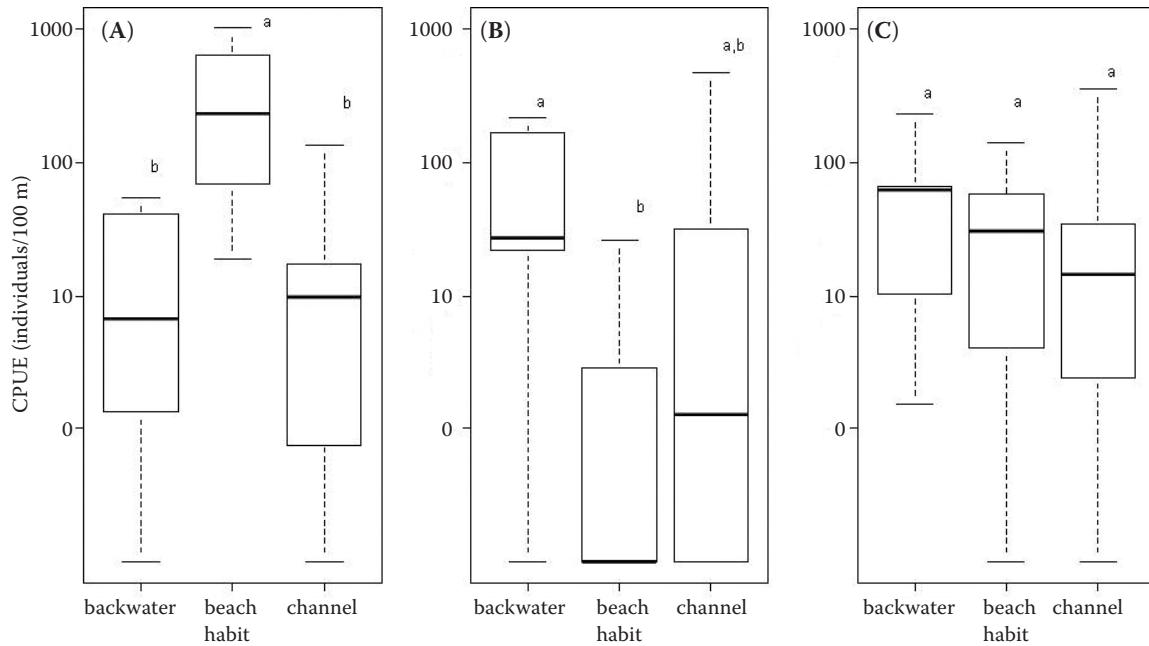 CPUE (individuals/100 m)
(A)
1000
100
10
0
b
a
b
backwater
beach
channel
habit
(B)
1000
100
10
0
a
b
a,b
backwater
beach
channel
habit
(C)
1000
100
10
0
a
a
a
backwater
beach
channel
habit